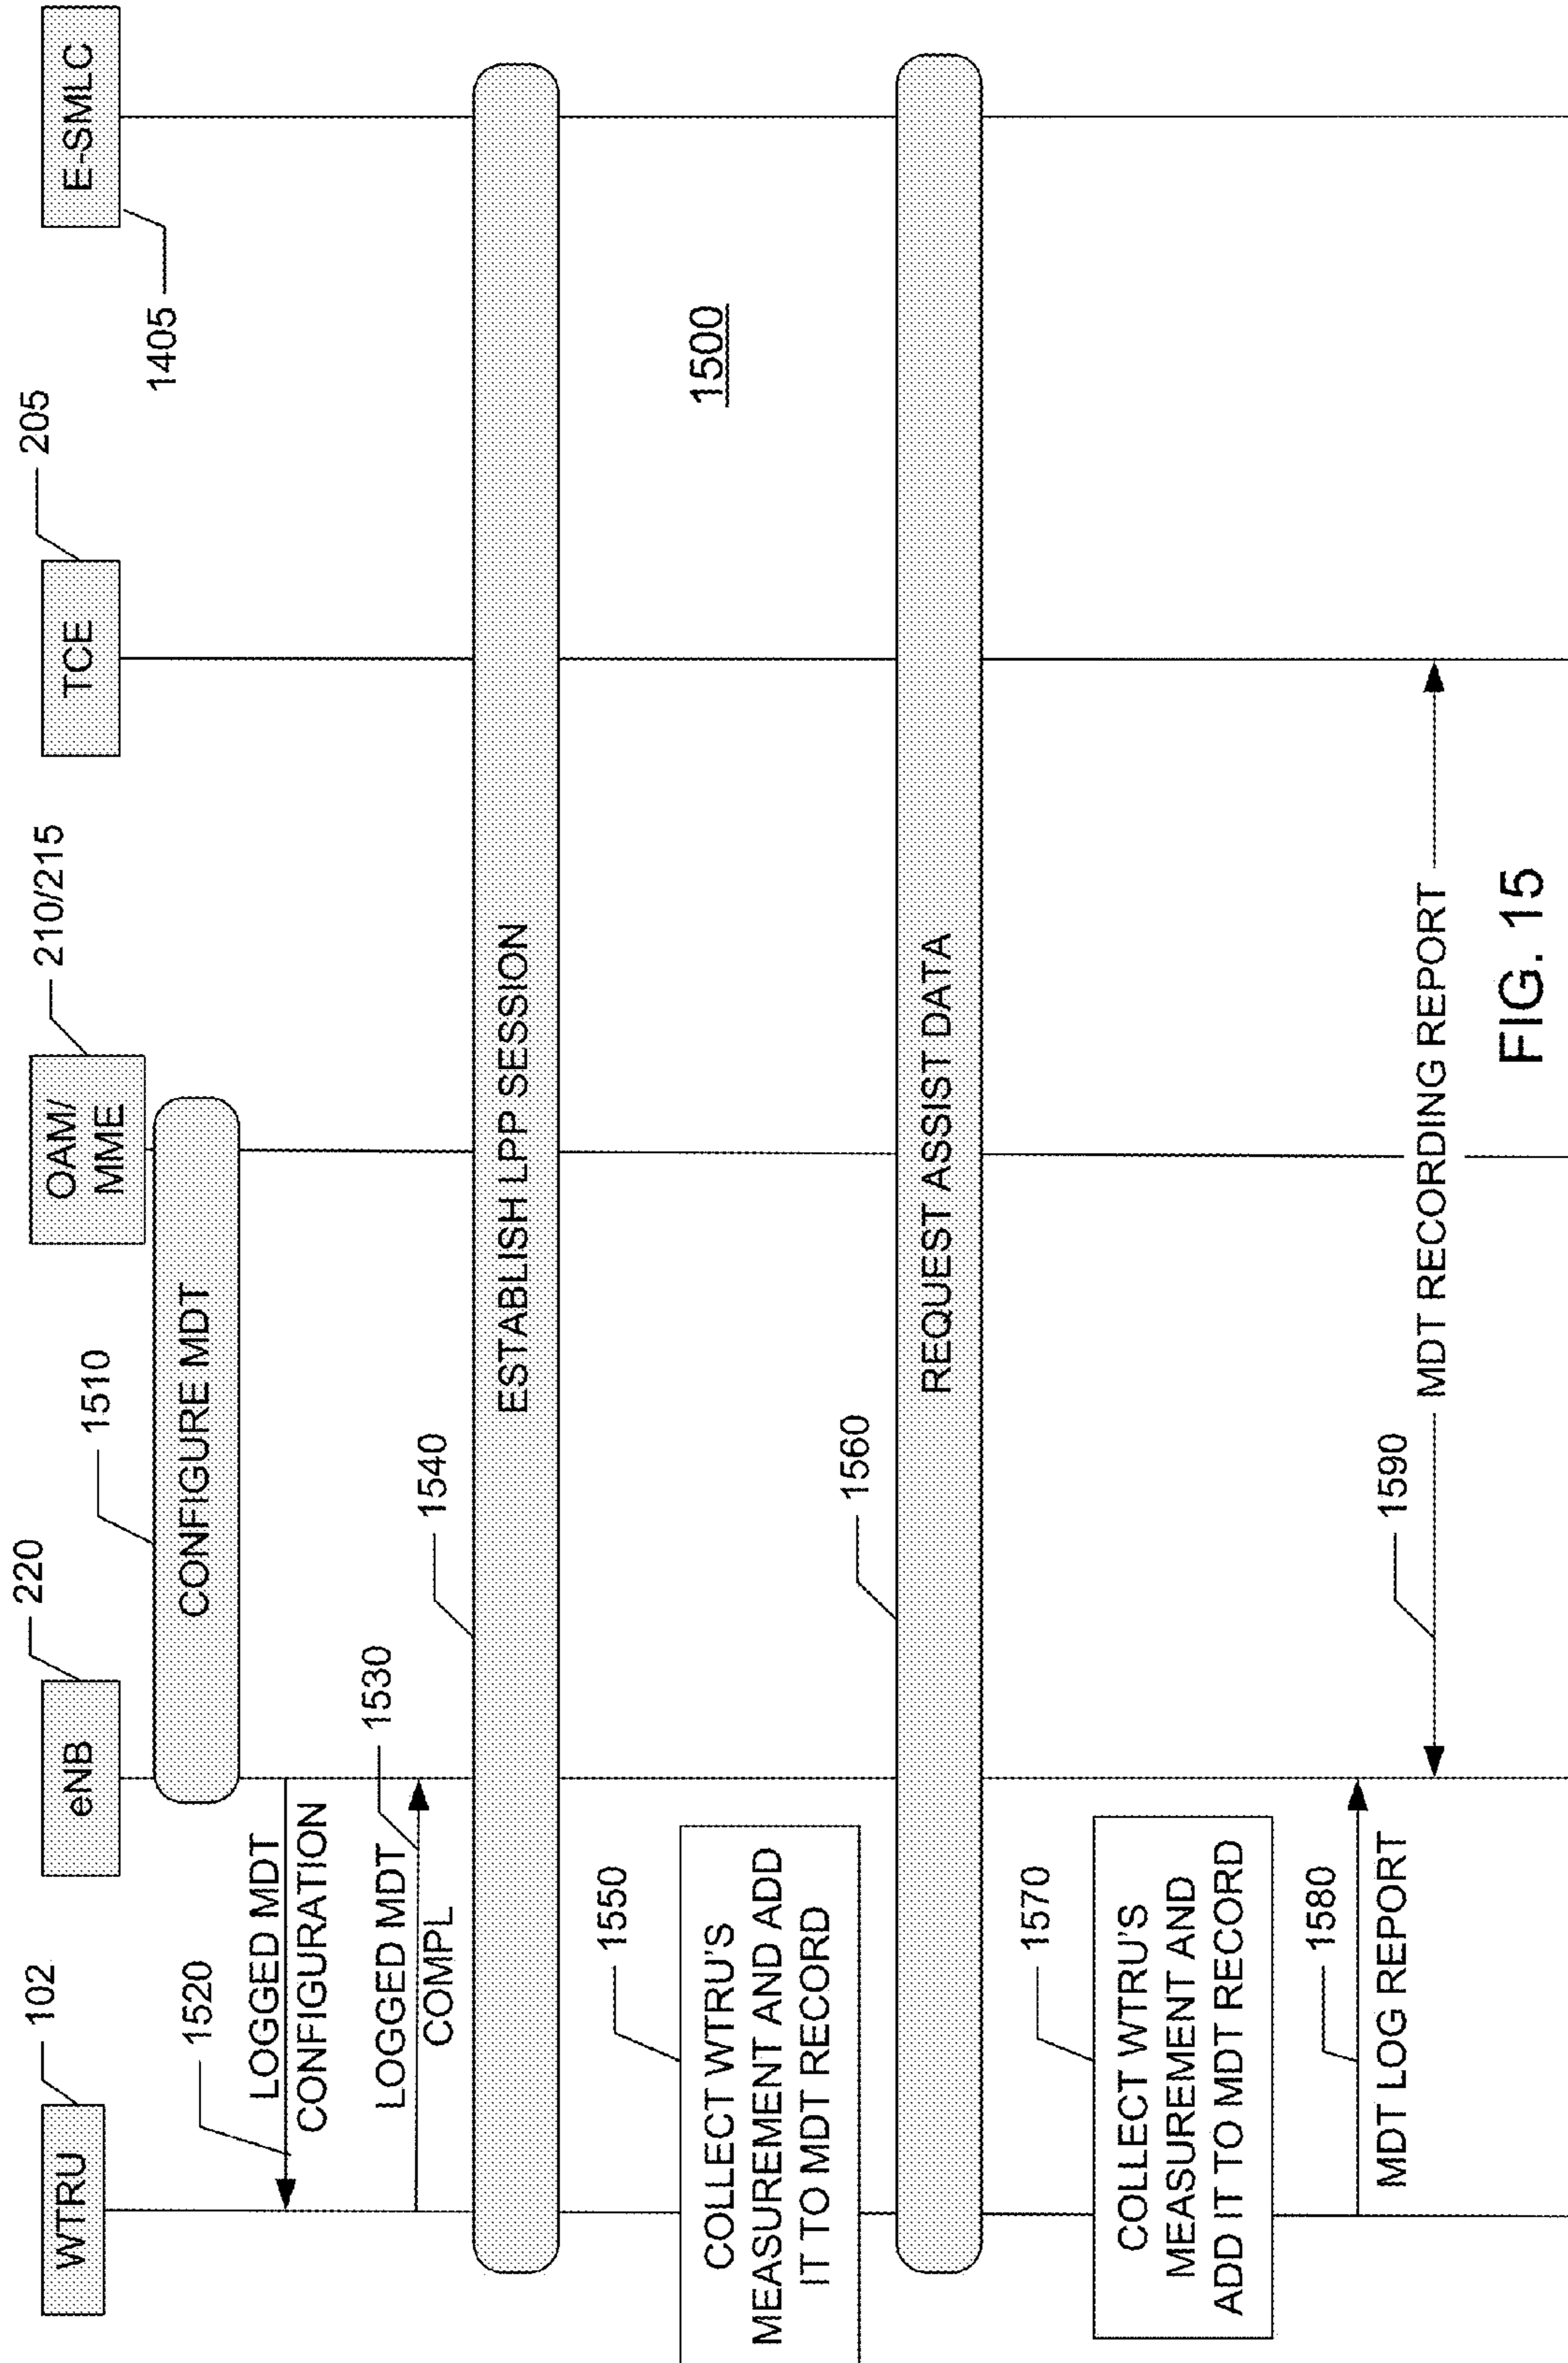 WTRU
102
eNB
220
OAM/
MME
210/215
TCE
205
E-SMLC
1405
CONFIGURE MDT
1510
1520
LOGGED MDT
CONFIGURATION
LOGGED MDT
COMPL
1530
ESTABLISH LPP SESSION
1540
COLLECT WTRU'S
MEASUREMENT AND ADD
IT TO MDT RECORD
1550
1500
REQUEST ASSIST DATA
1560
COLLECT WTRU'S
MEASUREMENT AND
ADD IT TO MDT RECORD
1570
1580
MDT LOG REPORT
1590
MDT RECORDING REPORT
FIG. 15